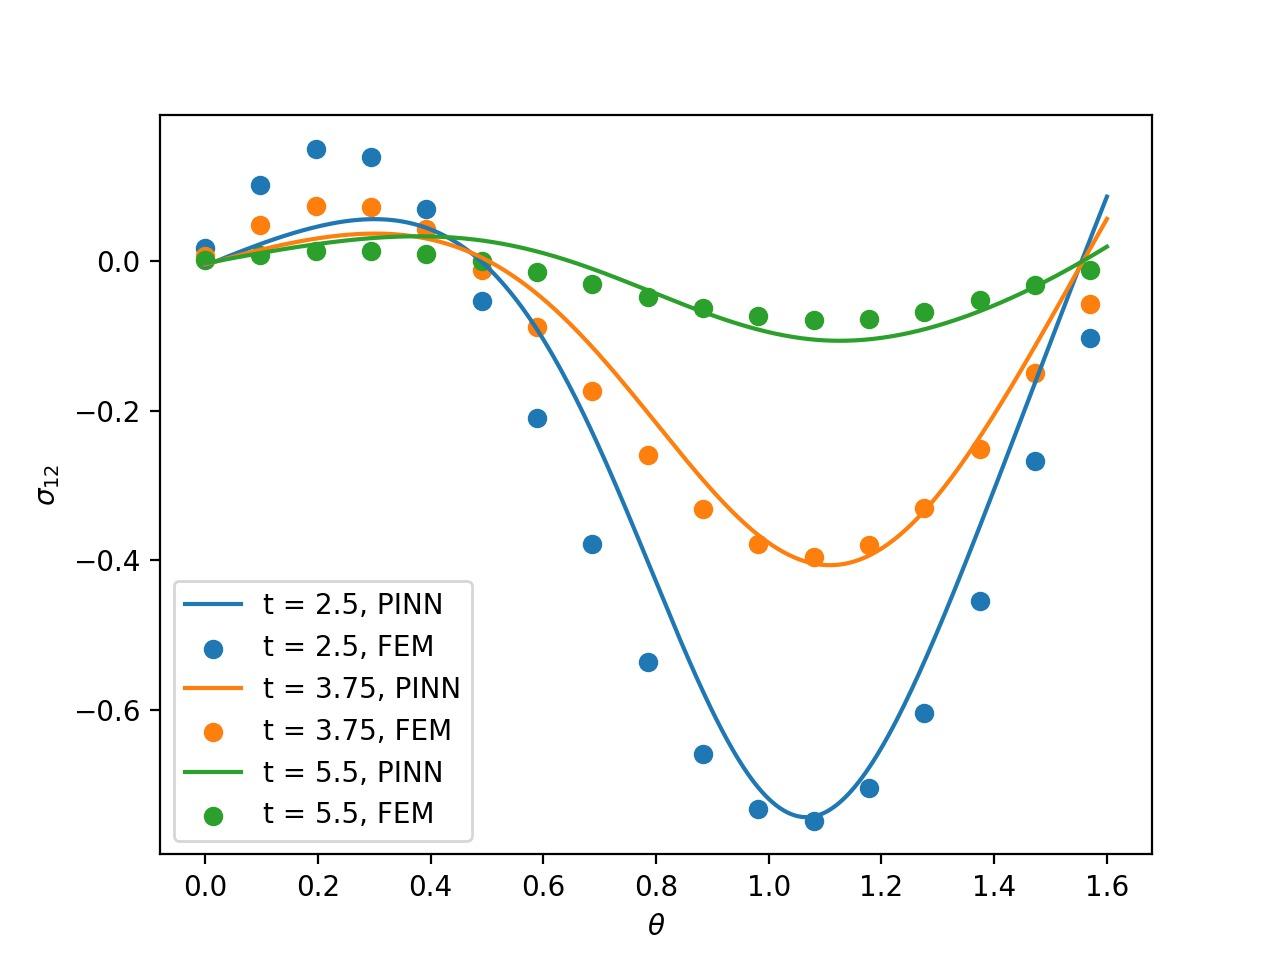 0.0
−0.2
−0.4
−0.6
σ₁₂
t = 2.5, PINN
t = 2.5, FEM
t = 3.75, PINN
t = 3.75, FEM
t = 5.5, PINN
t = 5.5, FEM
0.0 0.2 0.4 0.6 0.8 1.0 1.2 1.4 1.6
θ